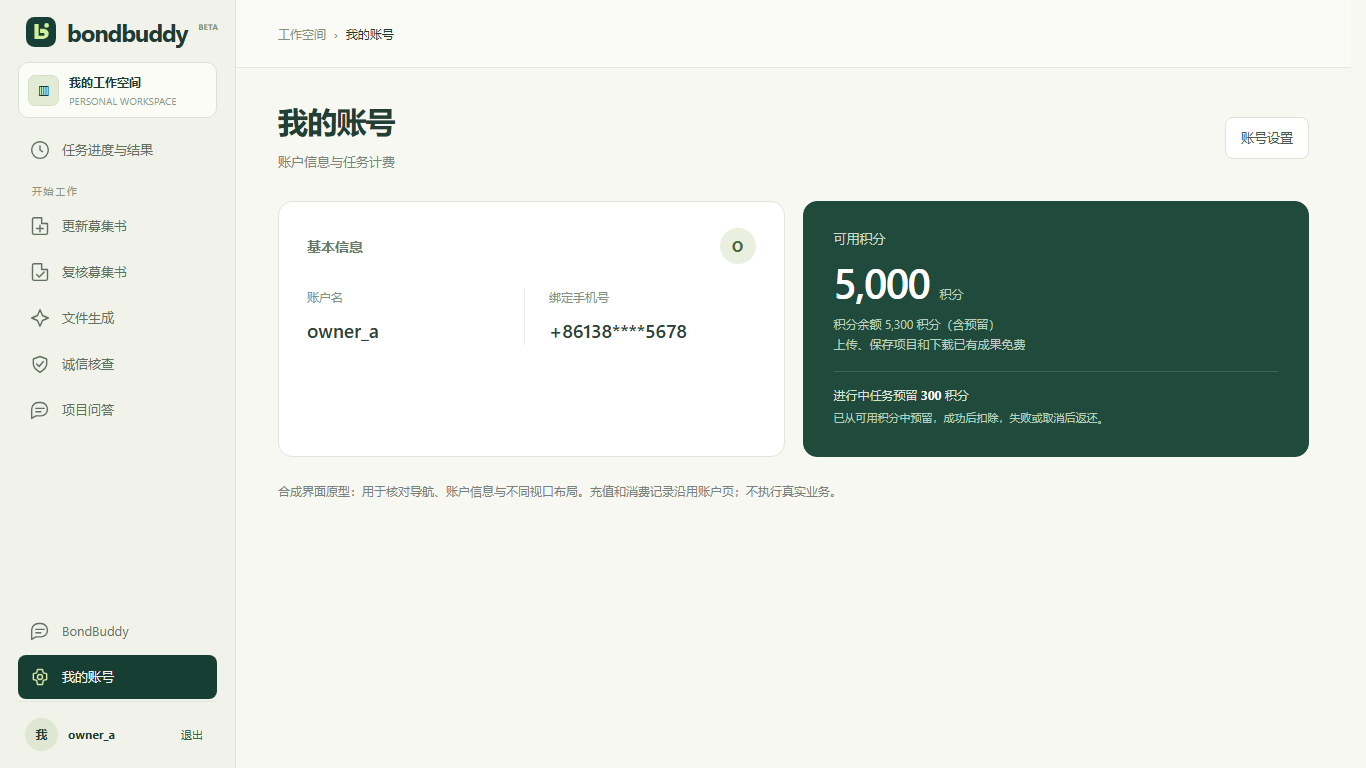 bondbuddy BETA
我的工作空间
PERSONAL WORKSPACE
任务进度与结果
开始工作
更新募集书
复核募集书
文件生成
诚信核查
项目问答
BondBuddy
我的账号
我 owner_a 退出
工作空间 › 我的账号
我的账号
账户信息与任务计费
账号设置
基本信息 O
账户名
owner_a
绑定手机号
+86138****5678
可用积分
5,000 积分
积分余额 5,300 积分（含预留）
上传、保存项目和下载已有成果免费
进行中任务预留 300 积分
已从可用积分中预留，成功后扣除，失败或取消后返还。
合成界面原型：用于核对导航、账户信息与不同视口布局。充值和消费记录沿用账户页；不执行真实业务。